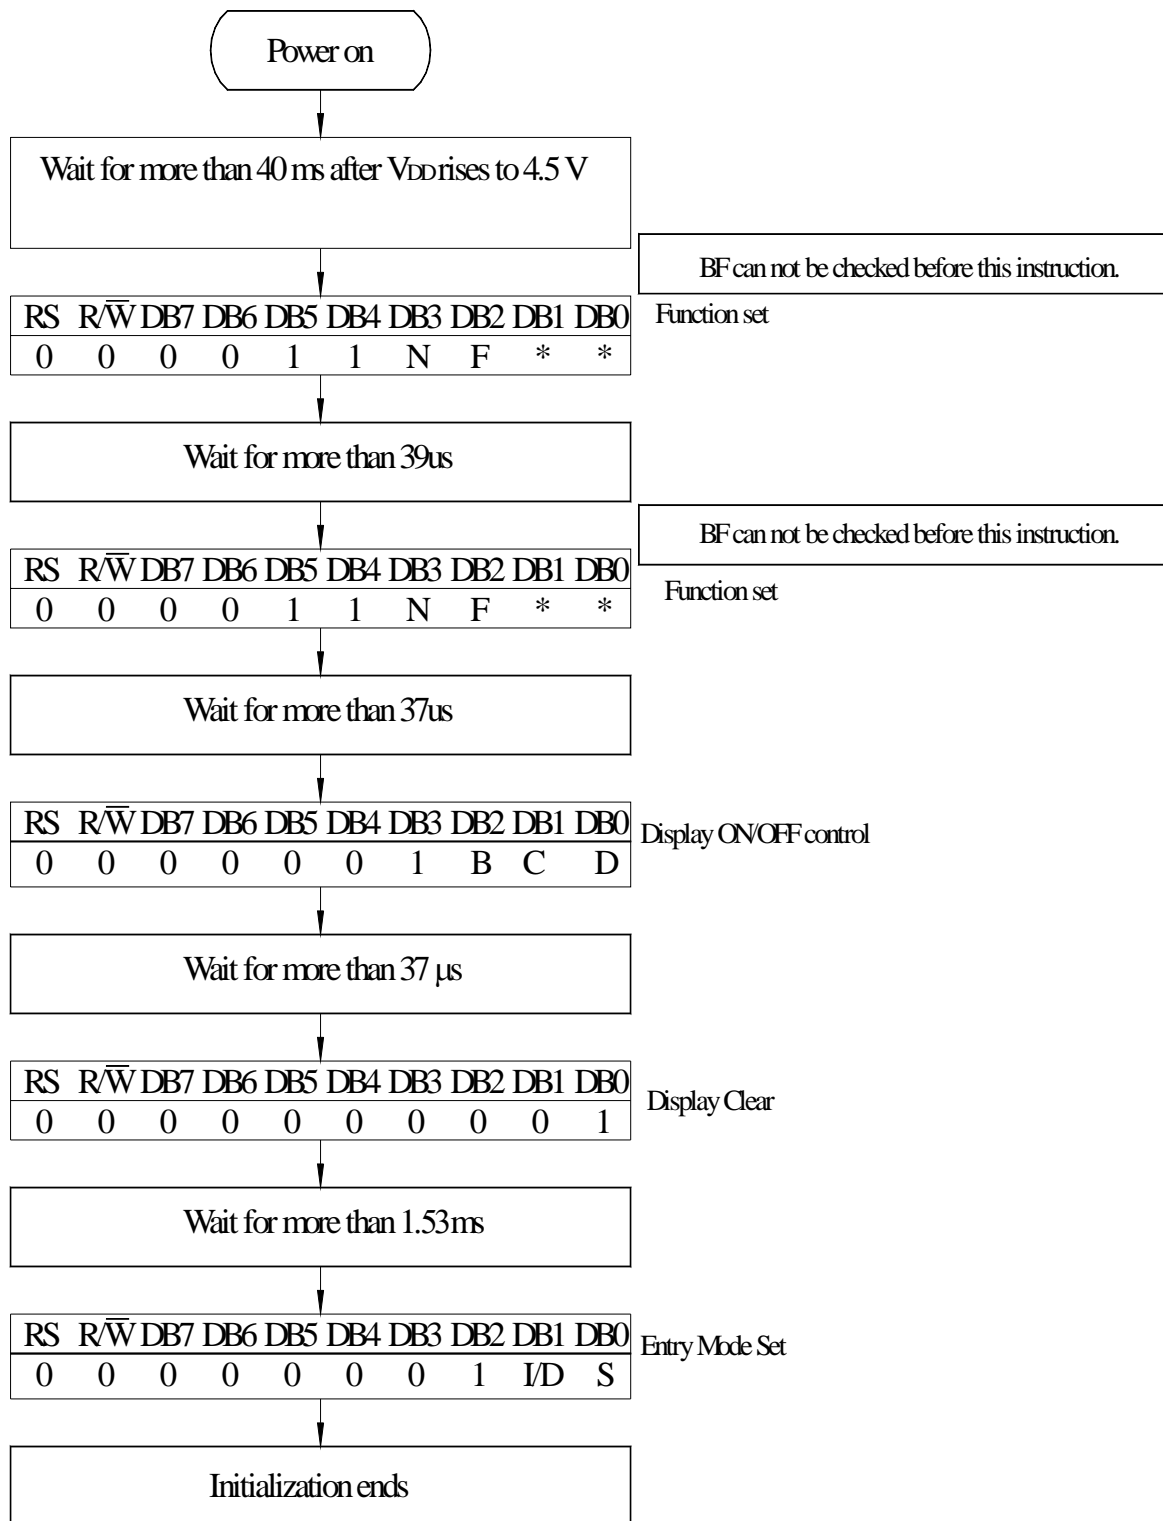 Power on
Wait for more than 40 ms after VDD rises to 4.5 V
BF can not be checked before this instruction.
RS R/W̅ DB7 DB6 DB5 DB4 DB3 DB2 DB1 DB0
Function set
0 0 0 0 1 1 N F * *
Wait for more than 39us
BF can not be checked before this instruction.
RS R/W̅ DB7 DB6 DB5 DB4 DB3 DB2 DB1 DB0
Function set
0 0 0 0 1 1 N F * *
Wait for more than 37us
RS R/W̅ DB7 DB6 DB5 DB4 DB3 DB2 DB1 DB0
Display ON/OFF control
0 0 0 0 0 0 1 B C D
Wait for more than 37 μs
RS R/W̅ DB7 DB6 DB5 DB4 DB3 DB2 DB1 DB0
Display Clear
0 0 0 0 0 0 0 0 0 1
Wait for more than 1.53ms
RS R/W̅ DB7 DB6 DB5 DB4 DB3 DB2 DB1 DB0
Entry Mode Set
0 0 0 0 0 0 0 1 I/D S
Initialization ends